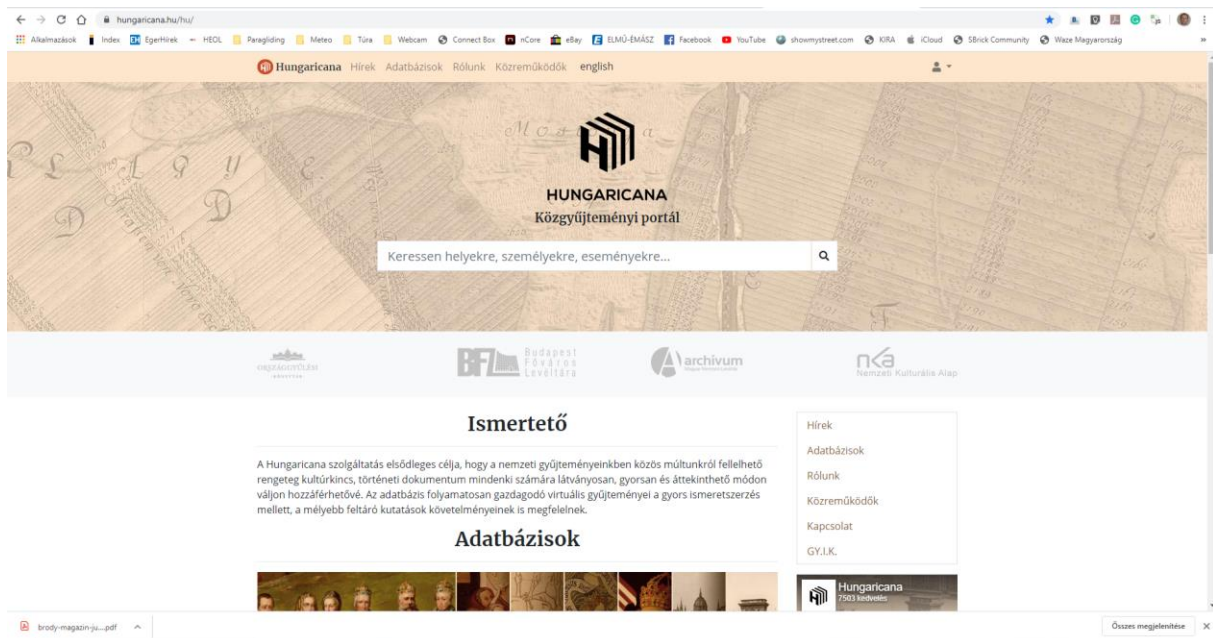 hungaricana.hu/hu/
Alkalmazások Index EgerHírek HEOL Paragliding Meteo Túra Webcam Connect Box nCore eBay ELMŰ-ÉMÁSZ Facebook YouTube showmystreet.com KIRA iCloud SBrick Community Waze Magyarország »
Hungaricana Hírek Adatbázisok Rólunk Közreműködők english
HUNGARICANA
Közgyűjteményi portál
Keressen helyekre, személyekre, eseményekre...
ORSZÁGGYŰLÉSI
KÖNYVTÁR
BFL Budapest
Főváros
Levéltára
archivum
nka
Nemzeti Kulturális Alap
Ismertető
A Hungaricana szolgáltatás elsődleges célja, hogy a nemzeti gyűjteményeinkben közös múltunkról fellelhető
rengeteg kultúrkincs, történeti dokumentum mindenki számára látványosan, gyorsan és áttekinthető módon
váljon hozzáférhetővé. Az adatbázis folyamatosan gazdagodó virtuális gyűjteményei a gyors ismeretszerzés
mellett, a mélyebb feltáró kutatások követelményeinek is megfelelnek.
Adatbázisok
Hírek
Adatbázisok
Rólunk
Közreműködők
Kapcsolat
GY.I.K.
Hungaricana
7503 kedvelés
brody-magazin-ju....pdf
Összes megjelenítése